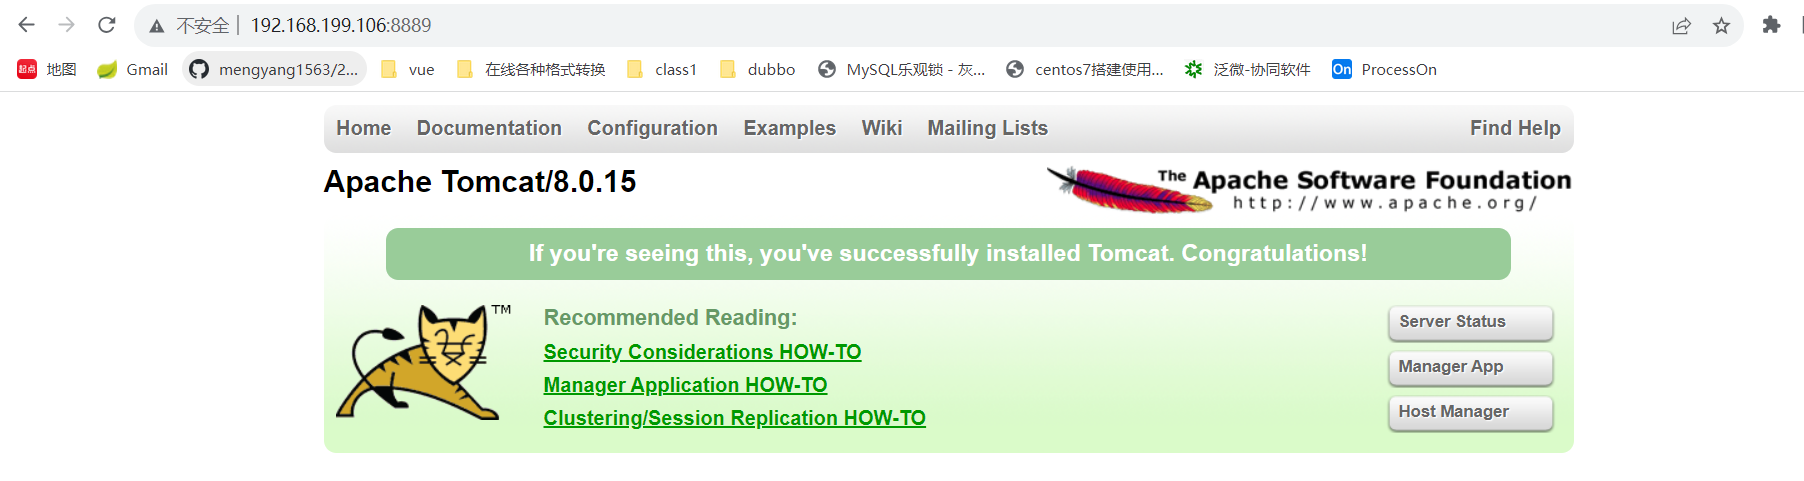 不安全 | 192.168.199.106:8889
起点 地图 Gmail mengyang1563/2... vue 在线各种格式转换 class1 dubbo MySQL乐观锁 - 灰... centos7搭建使用... 泛微-协同软件 On ProcessOn
Home Documentation Configuration Examples Wiki Mailing Lists Find Help
Apache Tomcat/8.0.15
The Apache Software Foundation
http://www.apache.org/
If you're seeing this, you've successfully installed Tomcat. Congratulations!
TM
Recommended Reading:
Security Considerations HOW-TO
Manager Application HOW-TO
Clustering/Session Replication HOW-TO
Server Status
Manager App
Host Manager